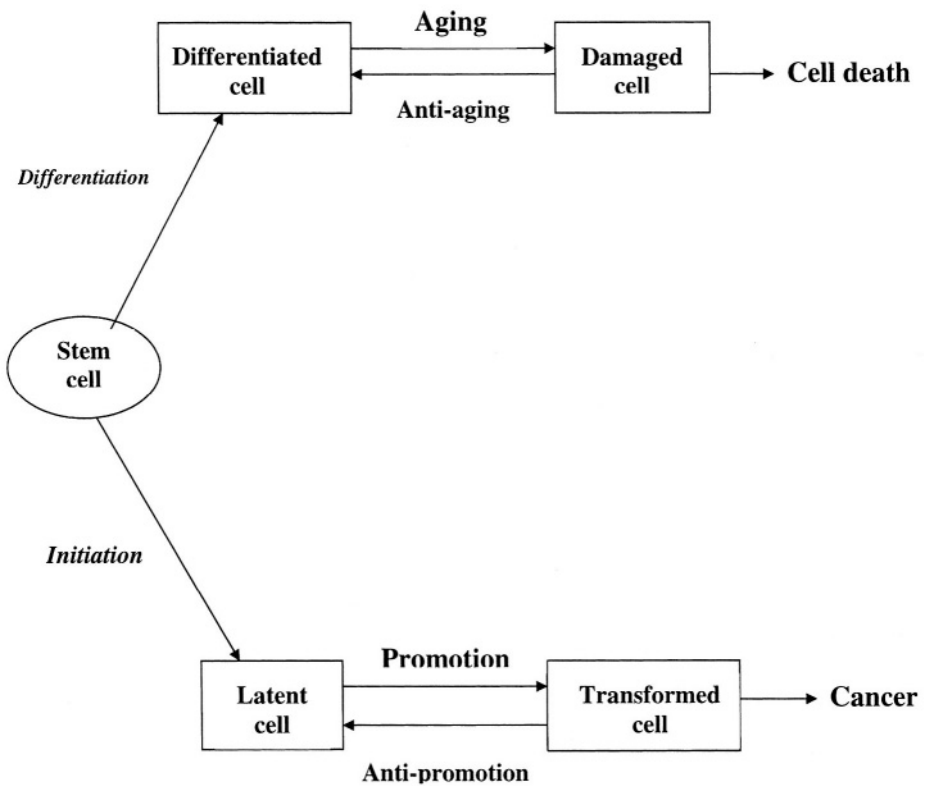 Aging
Differentiated
cell
Damaged
cell
Cell death
Anti-aging
Differentiation
Stem
cell
Initiation
Promotion
Latent
cell
Transformed
cell
Cancer
Anti-promotion